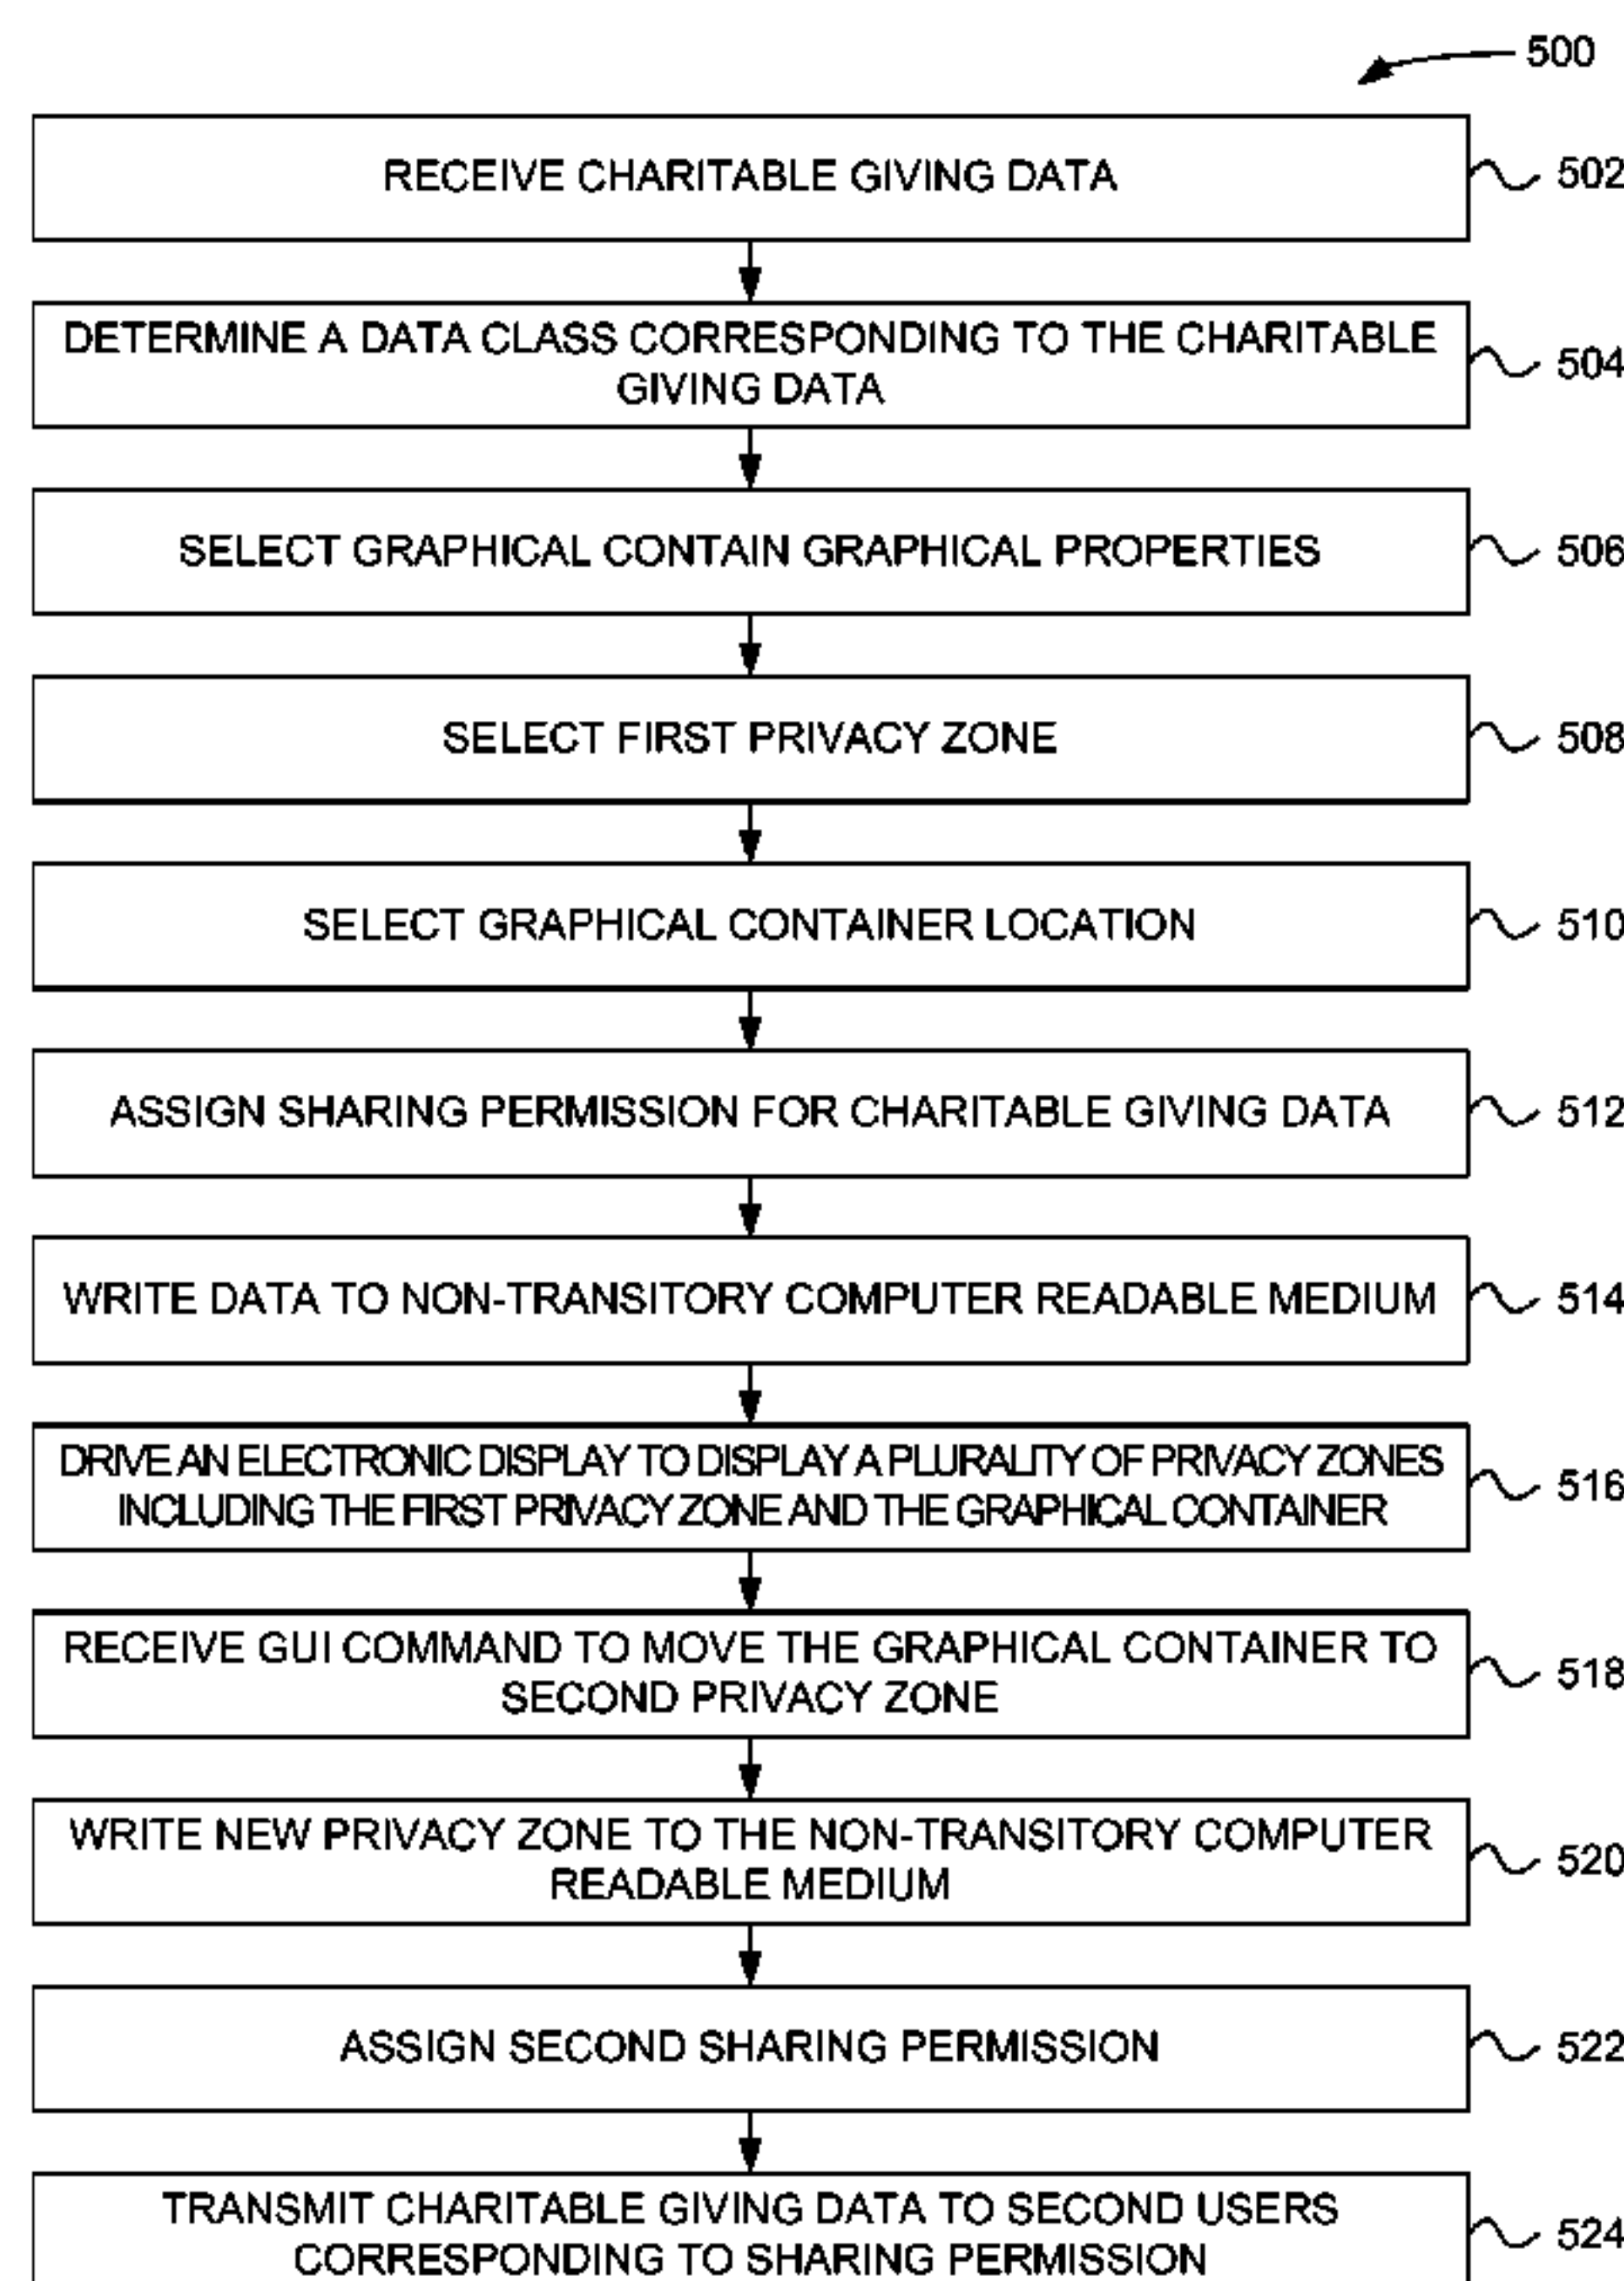 500
RECEIVE CHARITABLE GIVING DATA
502
DETERMINE A DATA CLASS CORRESPONDING TO THE CHARITABLE
GIVING DATA
504
SELECT GRAPHICAL CONTAIN GRAPHICAL PROPERTIES
506
SELECT FIRST PRIVACY ZONE
508
SELECT GRAPHICAL CONTAINER LOCATION
510
ASSIGN SHARING PERMISSION FOR CHARITABLE GIVING DATA
512
WRITE DATA TO NON-TRANSITORY COMPUTER READABLE MEDIUM
514
DRIVE AN ELECTRONIC DISPLAY TO DISPLAY A PLURALITY OF PRIVACY ZONES
INCLUDING THE FIRST PRIVACY ZONE AND THE GRAPHICAL CONTAINER
516
RECEIVE GUI COMMAND TO MOVE THE GRAPHICAL CONTAINER TO
SECOND PRIVACY ZONE
518
WRITE NEW PRIVACY ZONE TO THE NON-TRANSITORY COMPUTER
READABLE MEDIUM
520
ASSIGN SECOND SHARING PERMISSION
522
TRANSMIT CHARITABLE GIVING DATA TO SECOND USERS
CORRESPONDING TO SHARING PERMISSION
524